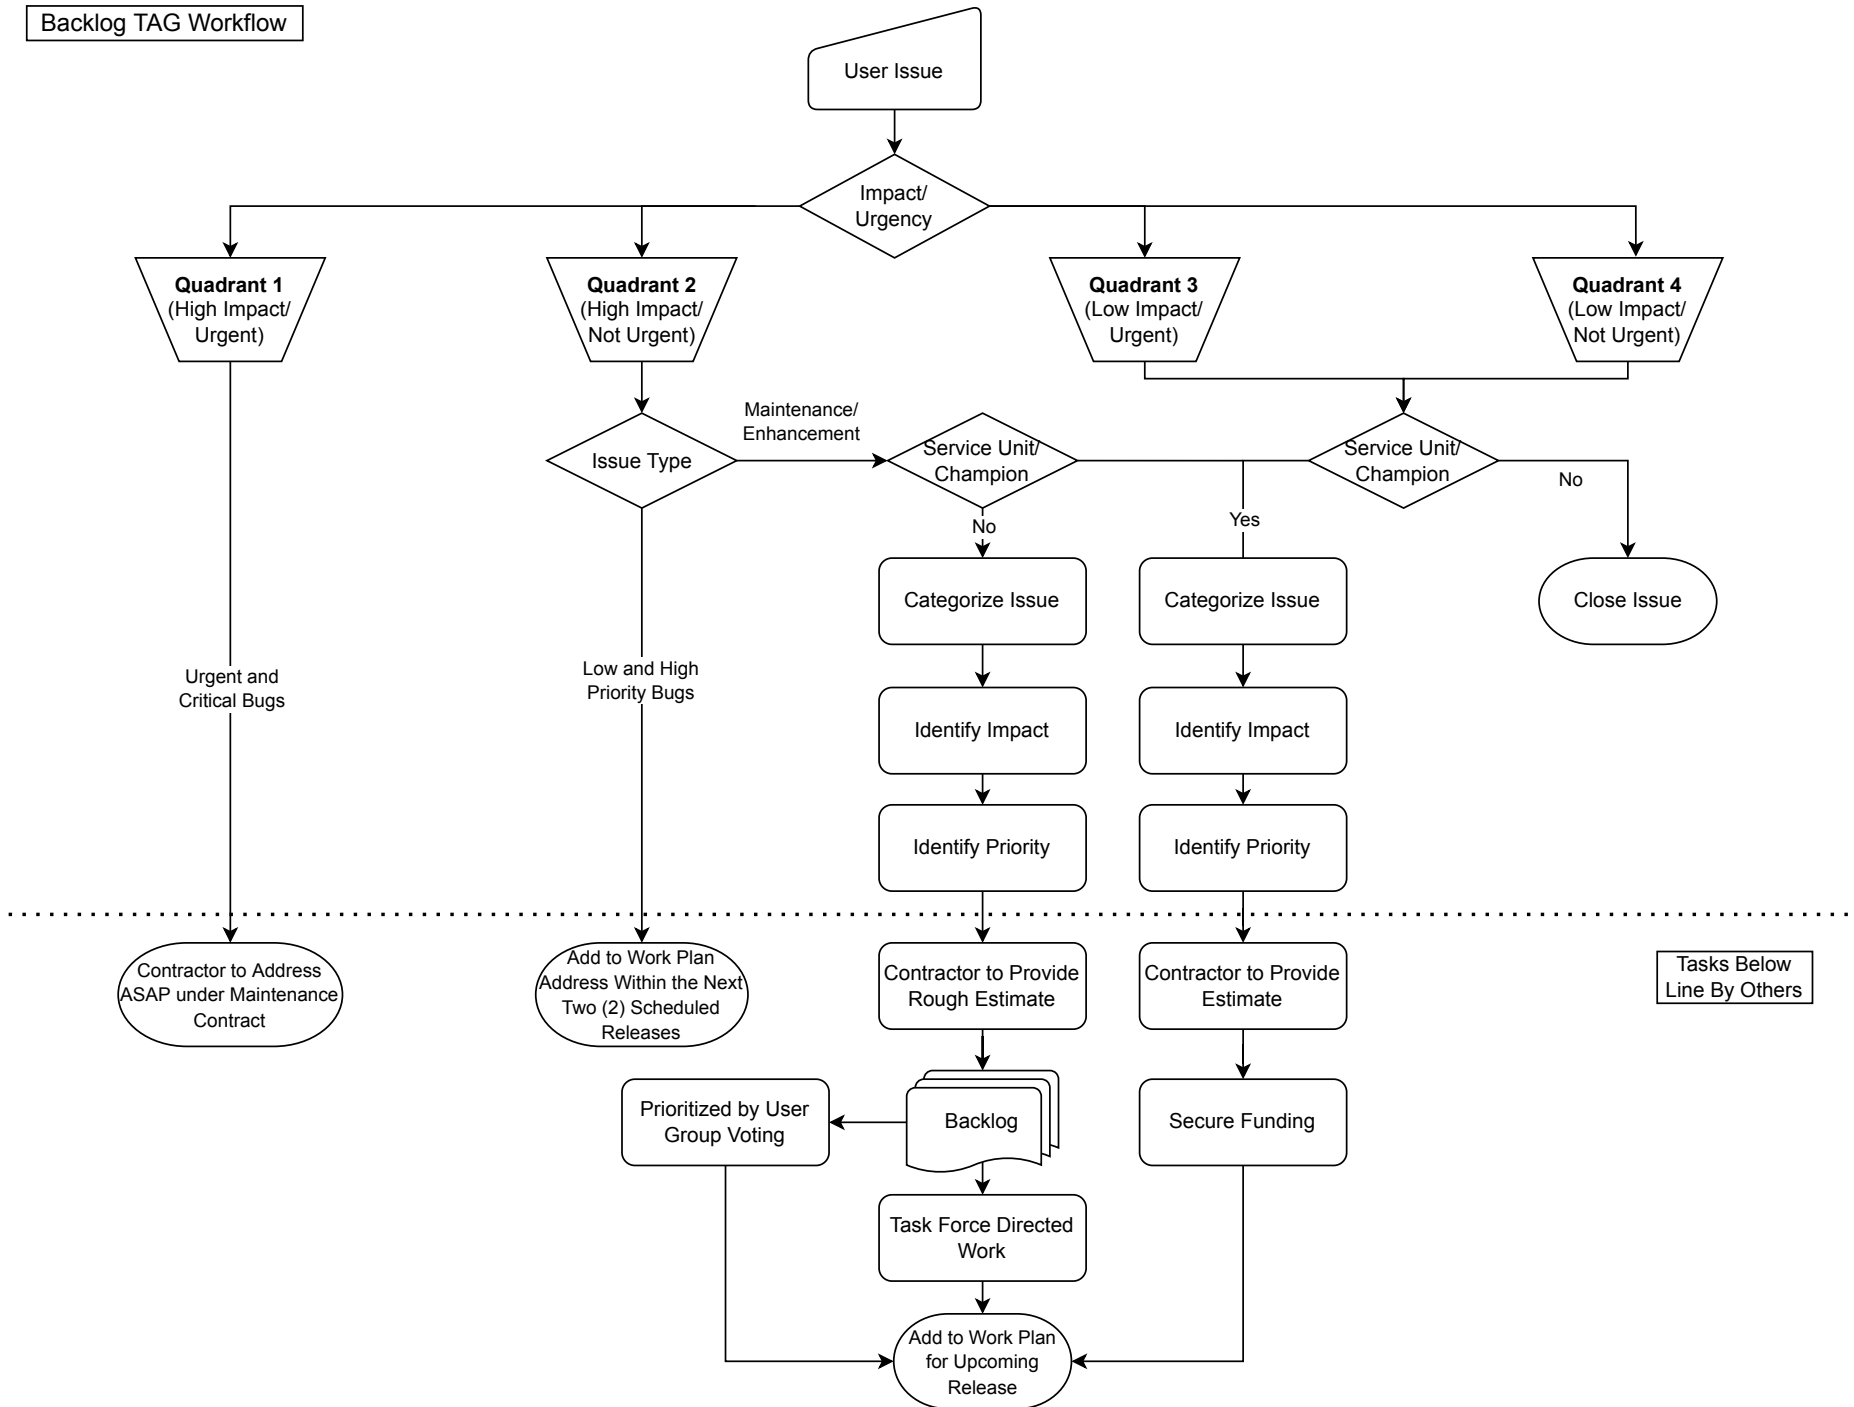 Backlog TAG Workflow
User Issue
Impact/
Urgency
Quadrant 1
(High Impact/
Urgent)
Quadrant 2
(High Impact/
Not Urgent)
Quadrant 3
(Low Impact/
Urgent)
Quadrant 4
(Low Impact/
Not Urgent)
Issue Type
Maintenance/
Enhancement
Service Unit/
Champion
Service Unit/
Champion
No
No
Yes
Categorize Issue
Categorize Issue
Close Issue
Urgent and
Critical Bugs
Low and High
Priority Bugs
Identify Impact
Identify Impact
Identify Priority
Identify Priority
Contractor to Address
ASAP under Maintenance
Contract
Add to Work Plan
Address Within the Next
Two (2) Scheduled
Releases
Contractor to Provide
Rough Estimate
Contractor to Provide
Estimate
Tasks Below
Line By Others
Prioritized by User
Group Voting
Backlog
Secure Funding
Task Force Directed
Work
Add to Work Plan
for Upcoming
Release